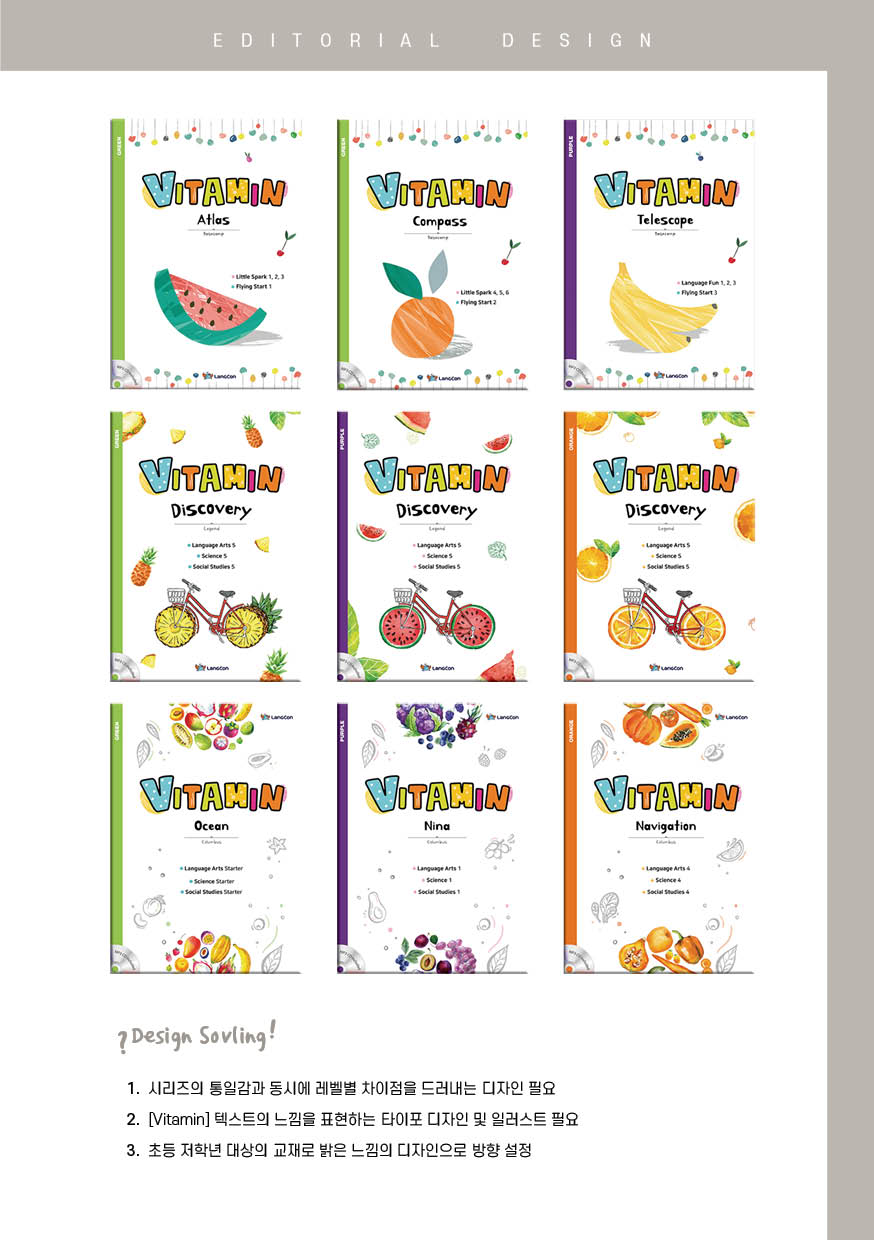 EDITORIAL DESIGN
GREEN
VITAMIN
Atlas
Little Spark 1, 2, 3
Flying Start 1
LangCon
GREEN
VITAMIN
Compass
Little Spark 4, 5, 6
Flying Start 2
LangCon
PURPLE
VITAMIN
Telescope
Language Fun 1, 2, 3
Flying Start 3
LangCon
GREEN
VITAMIN
Discovery
Legend
Language Arts 5
Science 5
Social Studies 5
LangCon
PURPLE
VITAMIN
Discovery
Legend
Language Arts 5
Science 5
Social Studies 5
LangCon
ORANGE
VITAMIN
Discovery
Legend
Language Arts 5
Science 5
Social Studies 5
LangCon
GREEN
LangCon
VITAMIN
Ocean
Columbus
Language Arts Starter
Science Starter
Social Studies Starter
PURPLE
LangCon
VITAMIN
Nina
Columbus
Language Arts 1
Science 1
Social Studies 1
ORANGE
LangCon
VITAMIN
Navigation
Columbus
Language Arts 4
Science 4
Social Studies 4
? Design Sovling!
1. 시리즈의 통일감과 동시에 레벨별 차이점을 드러내는 디자인 필요
2. [Vitamin] 텍스트의 느낌을 표현하는 타이포 디자인 및 일러스트 필요
3. 초등 저학년 대상의 교재로 밝은 느낌의 디자인으로 방향 설정